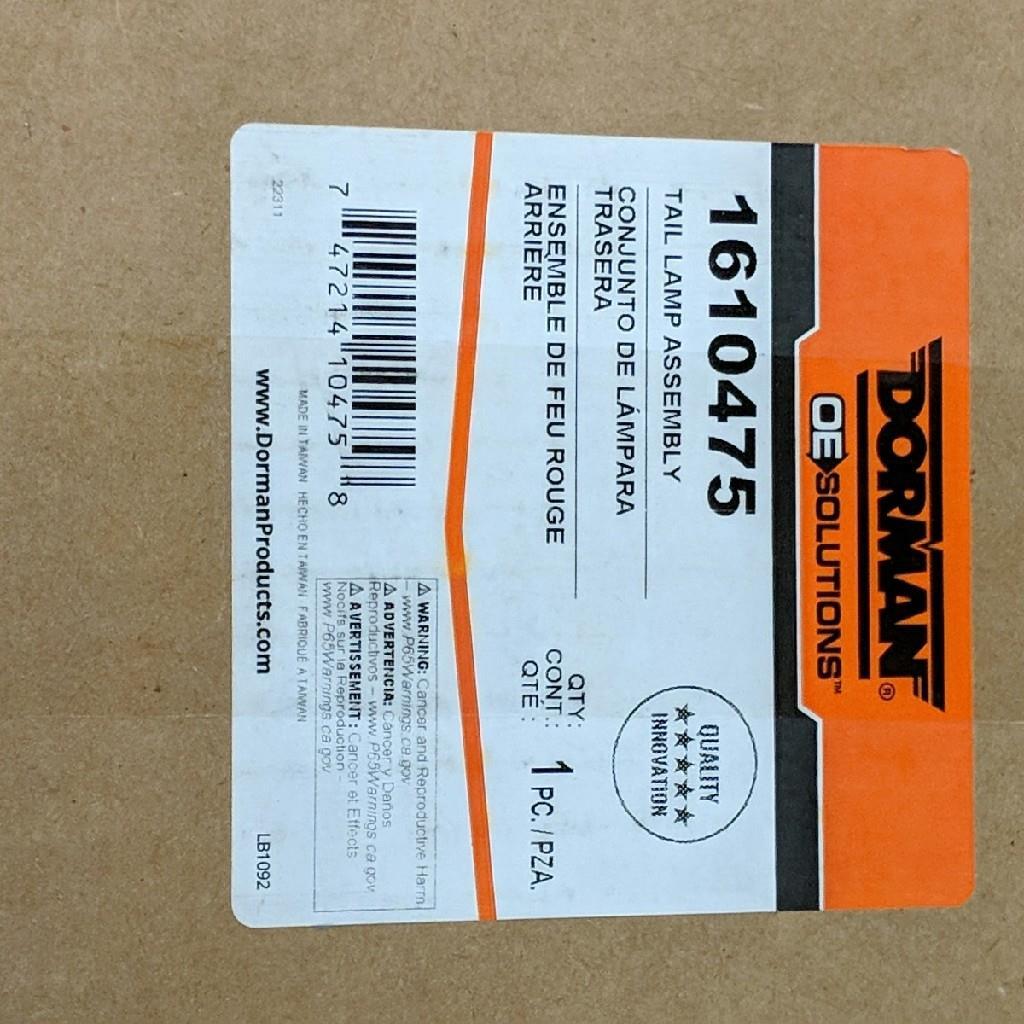 DORMAN®
OE SOLUTIONS™
1610475
TAIL LAMP ASSEMBLY
CONJUNTO DE LÁMPARA
TRASERA
ENSEMBLE DE FEU ROUGE
ARRIÈRE
QUALITY
INNOVATION
QTY:
CONT.: 1 PC./PZA.
QTÉ :
7 47214 10475 8
⚠ WARNING: Cancer and Reproductive Harm
– www.P65Warnings.ca.gov
⚠ ADVERTENCIA: Cáncer y Daños
Reproductivos – www.P65Warnings.ca.gov
⚠ AVERTISSEMENT : Cancer et Effects
Nocifs sur la Reproduction –
www.P65Warnings.ca.gov
MADE IN TAIWAN HECHO EN TAIWAN FABRIQUÉ À TAIWAN
22311
www.DormanProducts.com
LB1092